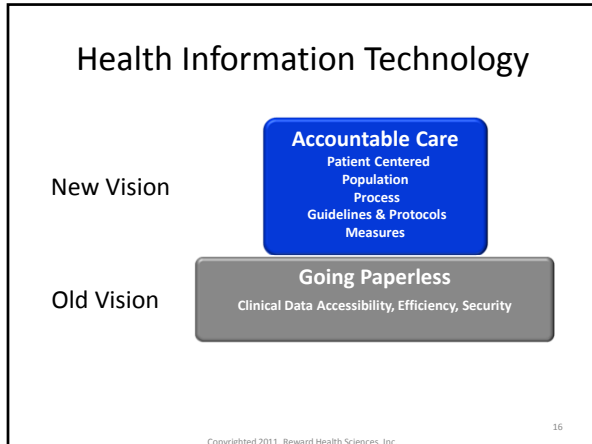 Health Information Technology
New Vision
Accountable Care
Patient Centered
Population
Process
Guidelines & Protocols
Measures
Old Vision
Going Paperless
Clinical Data Accessibility, Efficiency, Security
16
Copyrighted 2011, Reward Health Sciences, Inc